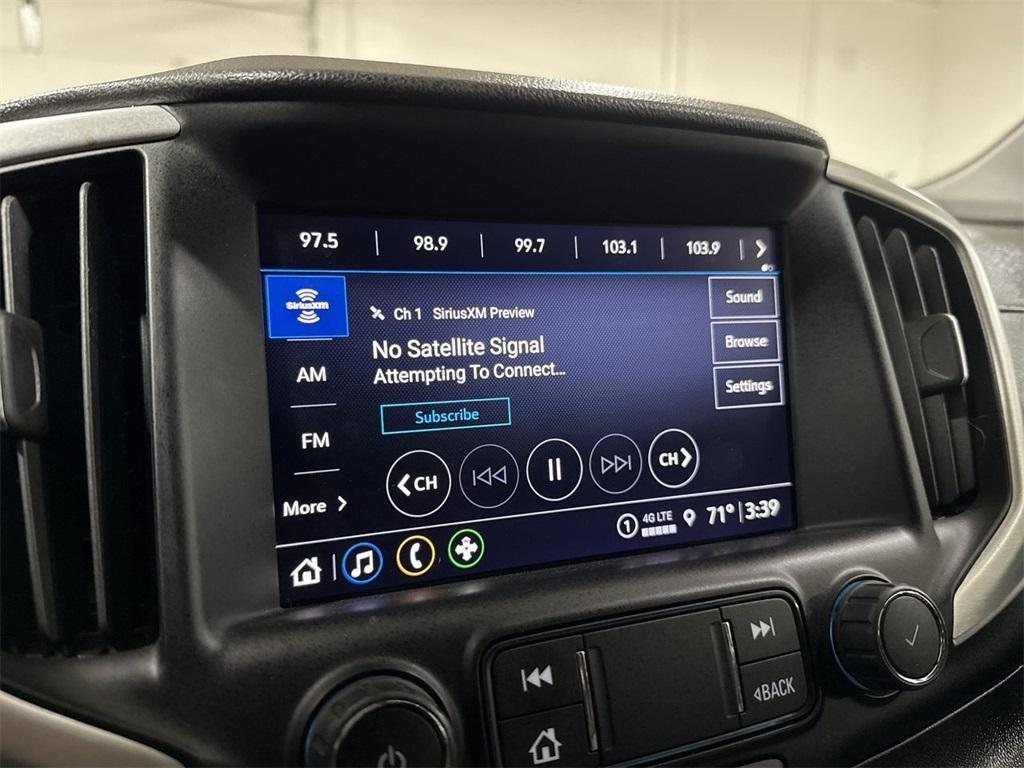 97.5 98.9 99.7 103.1 103.9
SiriusXM
Ch 1 SiriusXM Preview
No Satellite Signal
Attempting To Connect...
Subscribe
Sound
Browse
Settings
AM
FM
More
CH
CH
1 4G LTE 71° 3:39
BACK